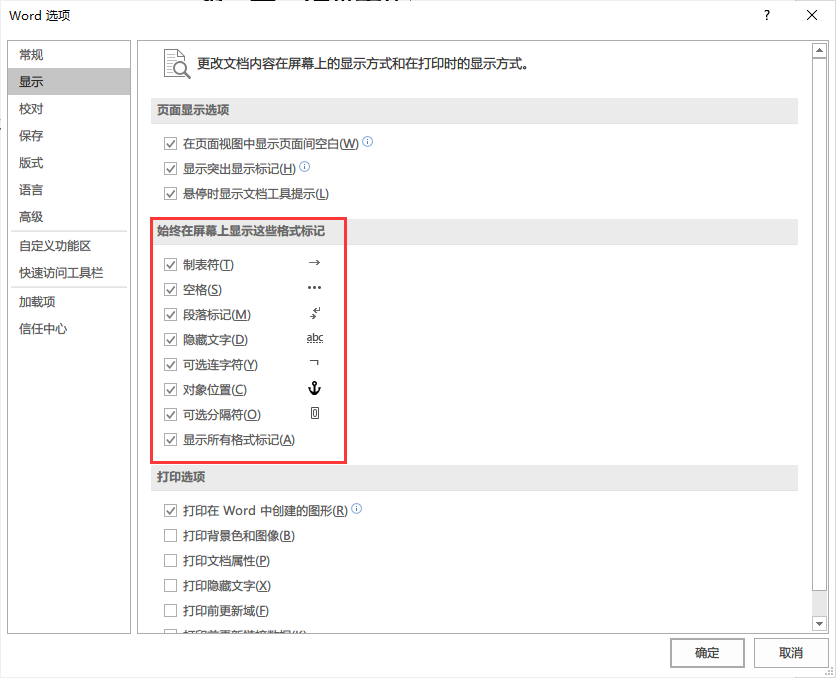 Word 选项
?
常规
显示
校对
保存
版式
语言
高级
自定义功能区
快速访问工具栏
加载项
信任中心
更改文档内容在屏幕上的显示方式和在打印时的显示方式。
页面显示选项
在页面视图中显示页面间空白(W)
显示突出显示标记(H)
悬停时显示文档工具提示(L)
始终在屏幕上显示这些格式标记
制表符(T) →
空格(S) •••
段落标记(M)
隐藏文字(D) abc
可选连字符(Y) ¬
对象位置(C)
可选分隔符(O)
显示所有格式标记(A)
打印选项
打印在 Word 中创建的图形(R)
打印背景色和图像(B)
打印文档属性(P)
打印隐藏文字(X)
打印前更新域(F)
确定 取消